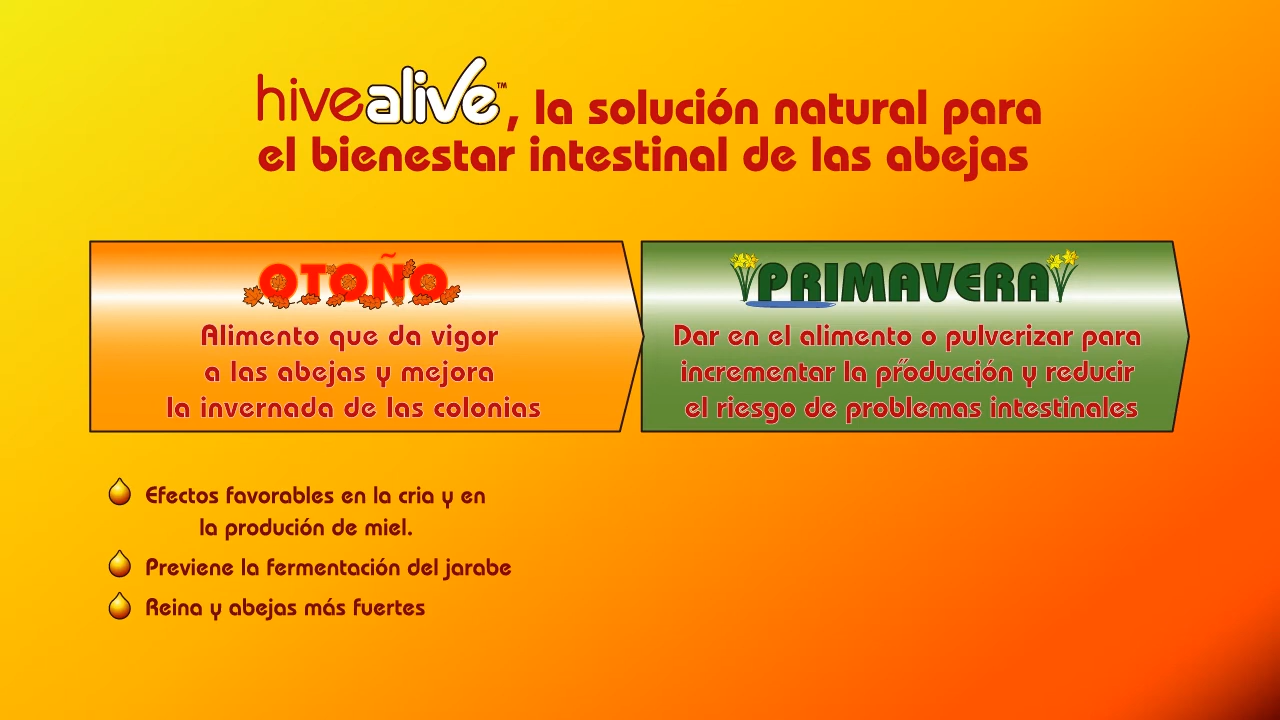 hivealive™, la solución natural para
el bienestar intestinal de las abejas
OTOÑO
Alimento que da vigor
a las abejas y mejora
la invernada de las colonias
PRIMAVERA
Dar en el alimento o pulverizar para
incrementar la pr̋oducción y reducir
el riesgo de problemas intestinales
Efectos favorables en la cria y en
la produción de miel.
Previene la fermentación del jarabe
Reina y abejas más fuertes